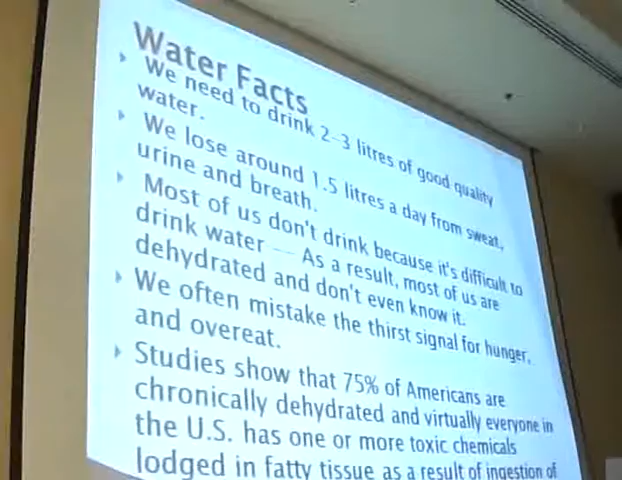 Water Facts
We need to drink 2-3 litres of good quality
water.
We lose around 1.5 litres a day from sweat,
urine and breath.
Most of us don't drink because it's difficult to
drink water — As a result, most of us are
dehydrated and don't even know it.
We often mistake the thirst signal for hunger,
and overeat.
Studies show that 75% of Americans are
chronically dehydrated and virtually everyone in
the U.S. has one or more toxic chemicals
lodged in fatty tissue as a result of ingestion of